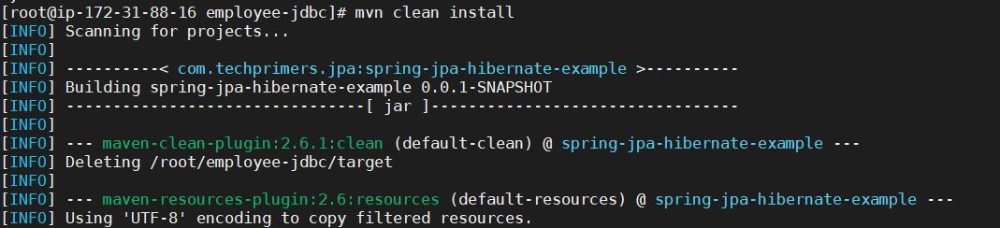 [root@ip-172-31-88-16 employee-jdbc]# mvn clean install
[INFO] Scanning for projects...
[INFO]
[INFO] ----------< com.techprimers.jpa:spring-jpa-hibernate-example >----------
[INFO] Building spring-jpa-hibernate-example 0.0.1-SNAPSHOT
[INFO] --------------------------------[ jar ]---------------------------------
[INFO]
[INFO] --- maven-clean-plugin:2.6.1:clean (default-clean) @ spring-jpa-hibernate-example ---
[INFO] Deleting /root/employee-jdbc/target
[INFO]
[INFO] --- maven-resources-plugin:2.6:resources (default-resources) @ spring-jpa-hibernate-example ---
[INFO] Using 'UTF-8' encoding to copy filtered resources.